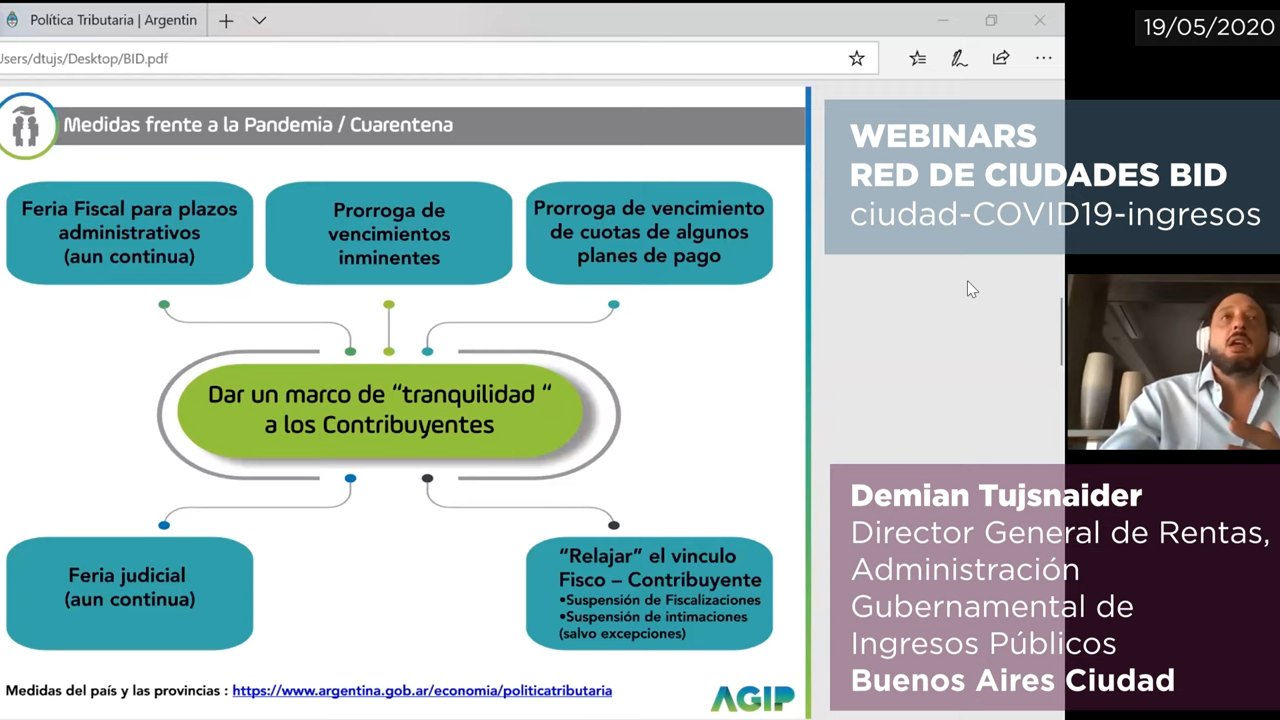 Política Tributaria | Argentin
19/05/2020
Users/dtujs/Desktop/BID.pdf
Medidas frente a la Pandemia / Cuarentena
Feria Fiscal para plazos
administrativos
(aun continua)
Prorroga de
vencimientos
inminentes
Prorroga de vencimiento
de cuotas de algunos
planes de pago
Dar un marco de “tranquilidad “
a los Contribuyentes
Feria judicial
(aun continua)
“Relajar” el vinculo
Fisco – Contribuyente
•Suspensión de Fiscalizaciones
•Suspensión de intimaciones
(salvo excepciones)
Medidas del país y las provincias : https://www.argentina.gob.ar/economia/politicatributaria
AGIP
WEBINARS
RED DE CIUDADES BID
ciudad-COVID19-ingresos
Demian Tujsnaider
Director General de Rentas,
Administración
Gubernamental de
Ingresos Públicos
Buenos Aires Ciudad